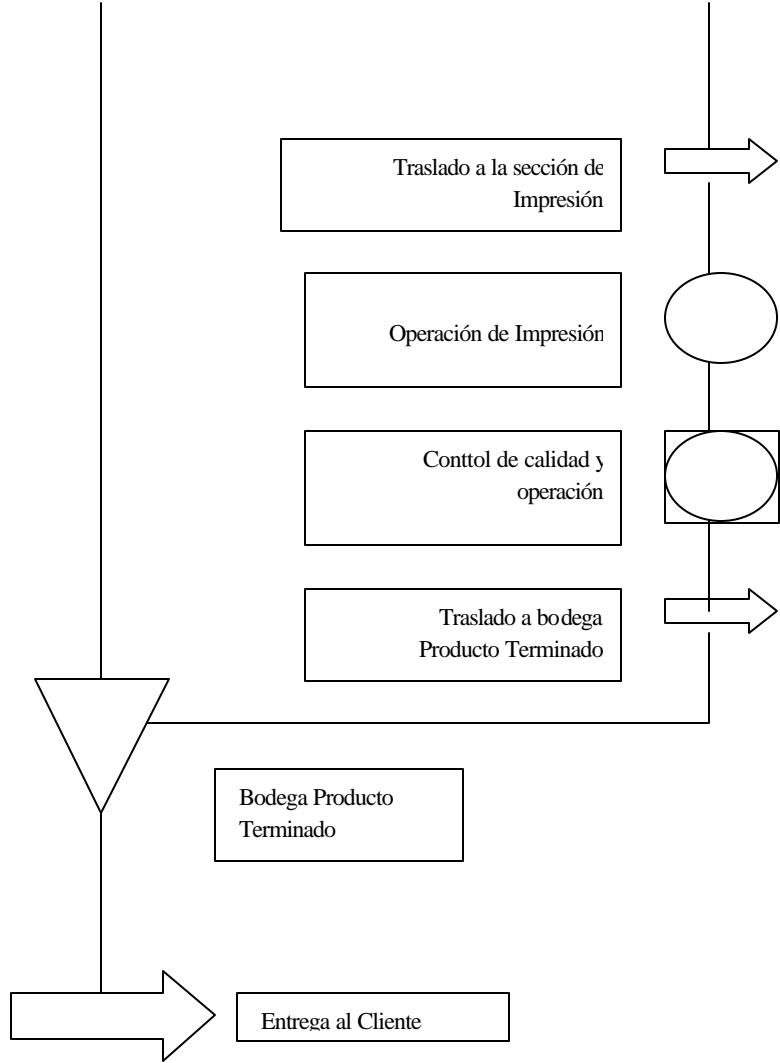 Traslado a la sección de
Impresión
Operación de Impresión
Conttol de calidad y
operación
Traslado a bodega
Producto Terminado
Bodega Producto
Terminado
Entrega al Cliente